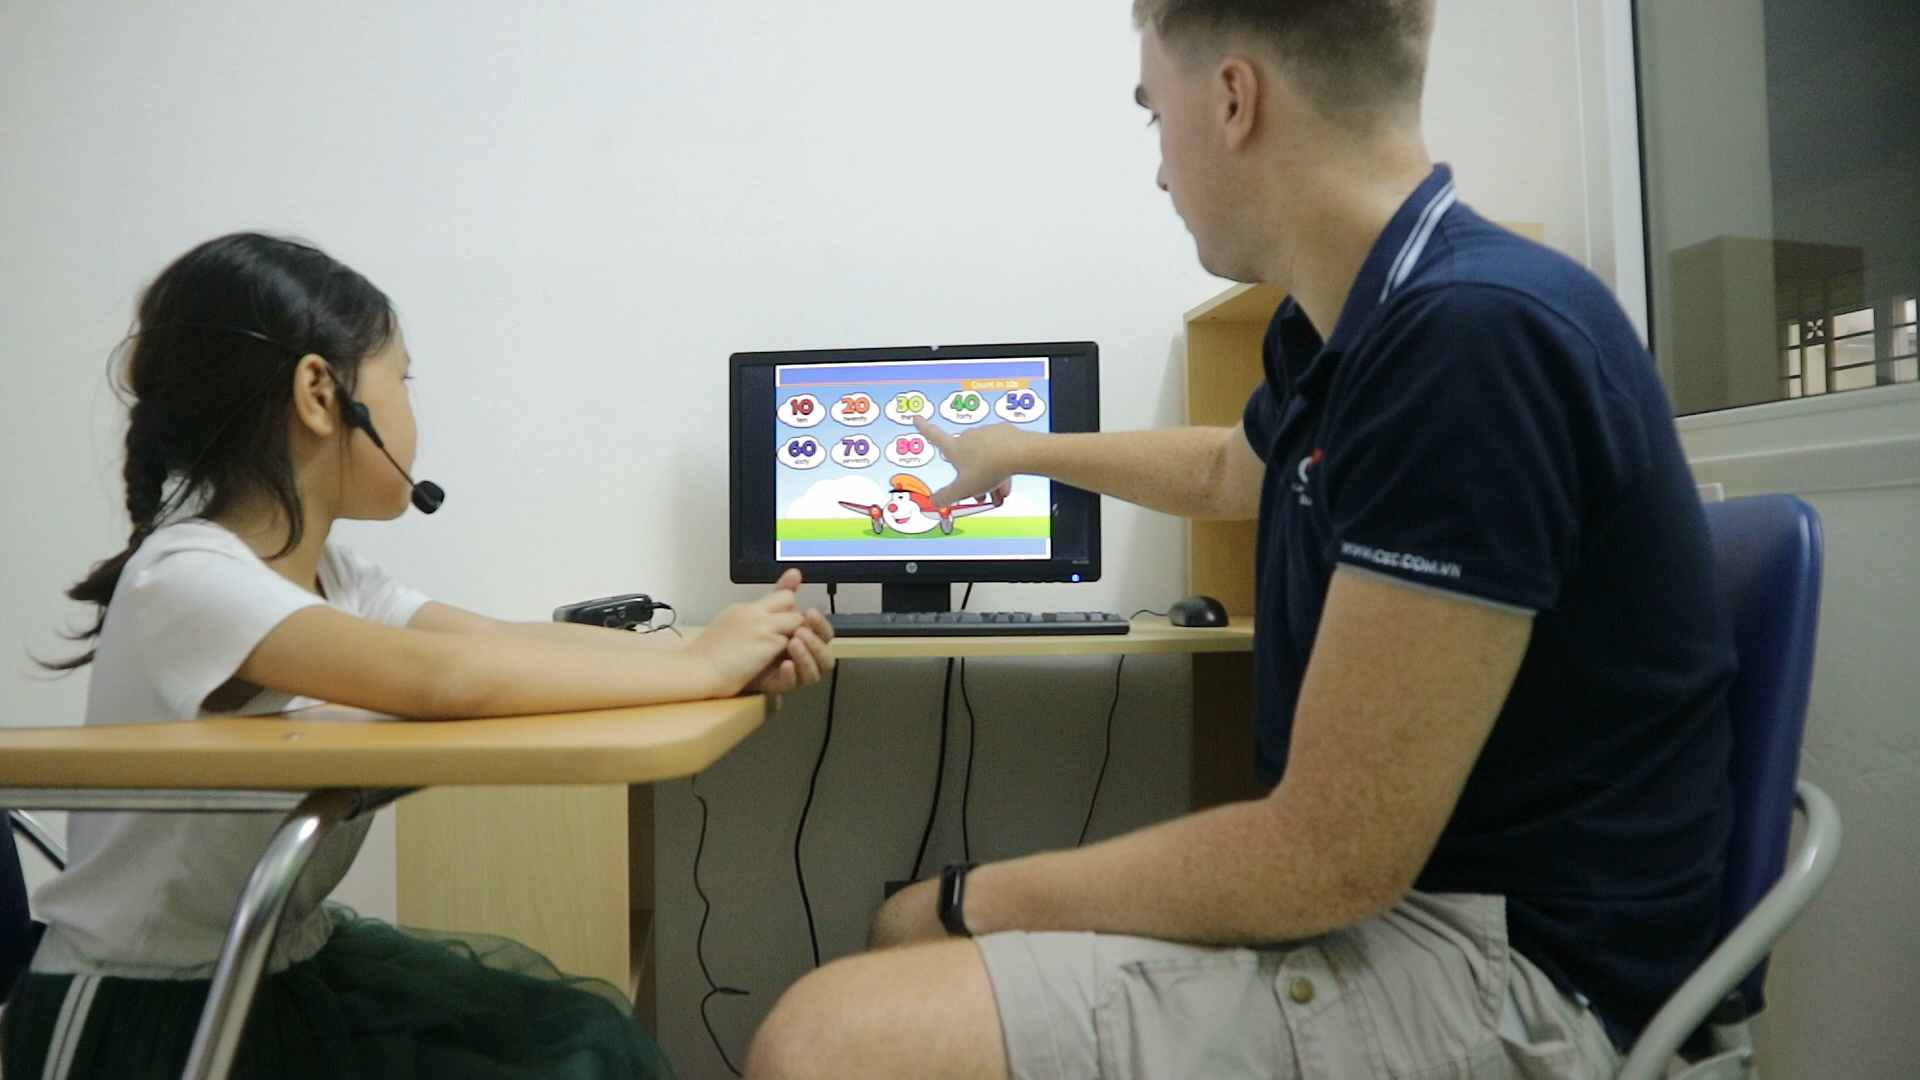 Count in 10s
10 20 30 40 50
ten twenty forty fifty
60 70 80
sixty seventy eighty
hp
WWW.CEC.COM.VN